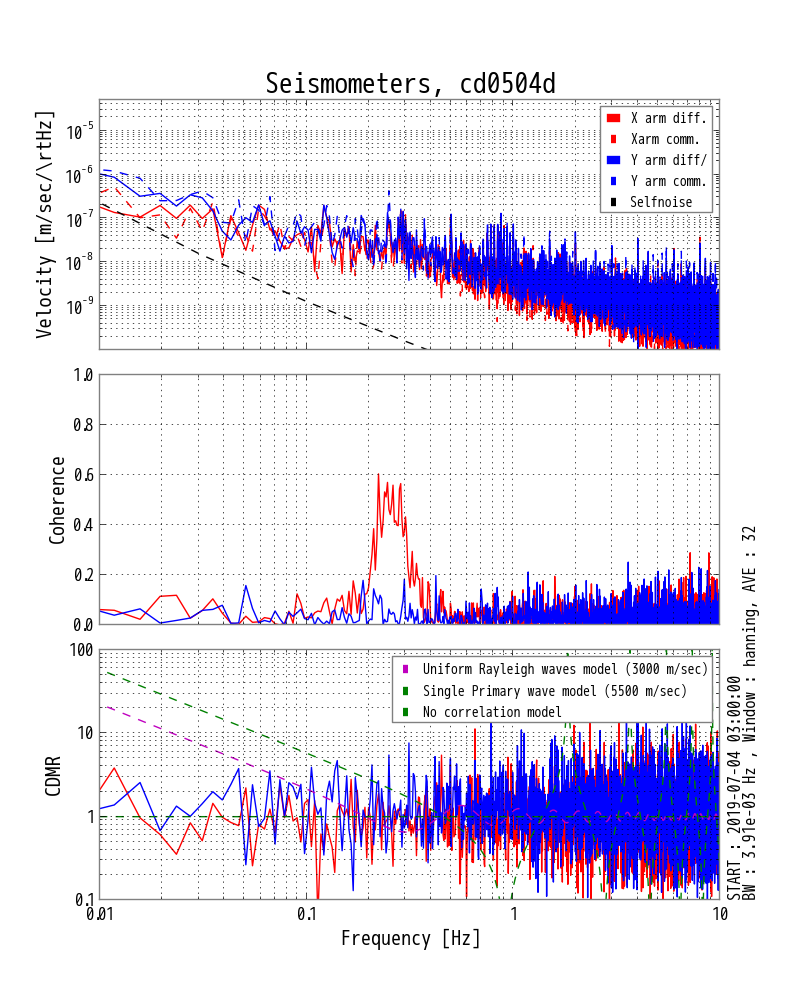 Seismometers, cd0504d
Velocity [m/sec/\rtHz]
10^-5
10^-6
10^-7
10^-8
10^-9
X arm diff.
Xarm comm.
Y arm diff/
Y arm comm.
Selfnoise
Coherence
1.0
0.8
0.6
0.4
0.2
0.0
CDMR
100
10
1
0.1
Uniform Rayleigh waves model (3000 m/sec)
Single Primary wave model (5500 m/sec)
No correlation model
0.01 0.1 1 10
Frequency [Hz]
START : 2019-07-04 03:00:00
BW : 3.91e-03 Hz , Window : hanning, AVE : 32